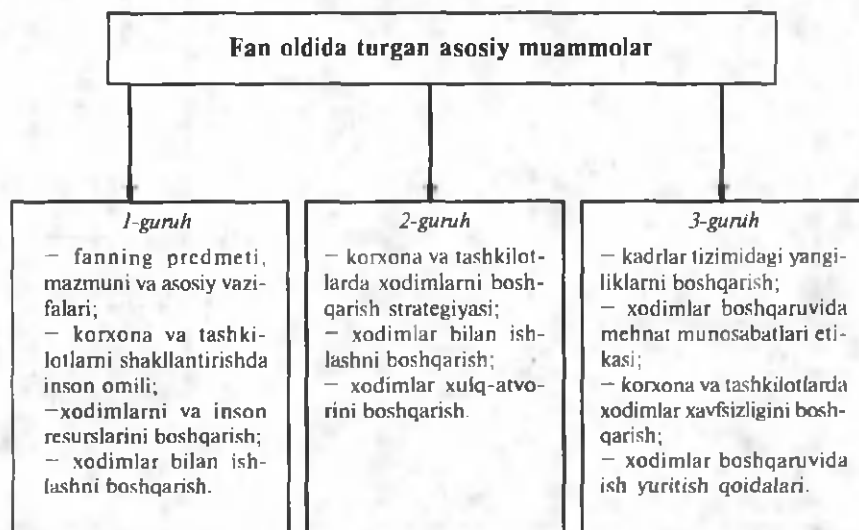 Fan oldida turgan asosiy muammolar
1-guruh
— fanning predmeti,
mazmuni va asosiy vazi-
falari;
— korxona va tashki-
lotlarni shakllantirishda
inson omili;
—xodimlarni va inson
resurslarini boshqarish;
— xodimlar bilan ish-
lashni boshqarish.
2-guruh
— korxona va tashkilot-
larda xodimlarni bosh-
qarish strategiyasi;
— xodimlar bilan ish-
lashni boshqarish;
— xodimlar xulq-atvo-
rini boshqarish.
3-guruh
— kadrlar tizimidagi yangi-
liklarni boshqarish;
— xodimlar boshqaruvida
mehnat munosabatlari eti-
kasi;
— korxona va tashkilotlarda
xodimlar xavfsizligini bosh-
qarish;
— xodimlar boshqaruvida
ish yuritish qoidalari.